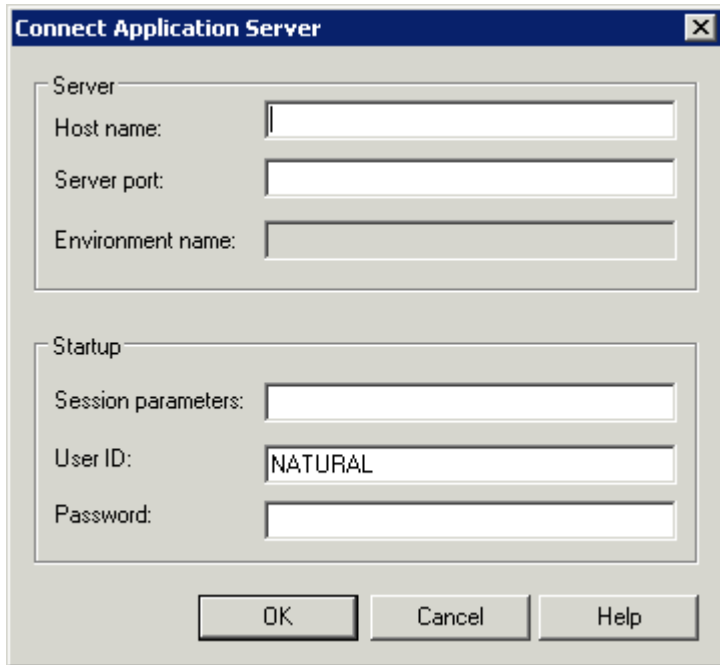 Connect Application Server
Server
Host name:
Server port:
Environment name:
Startup
Session parameters:
User ID: NATURAL
Password:
OK Cancel Help